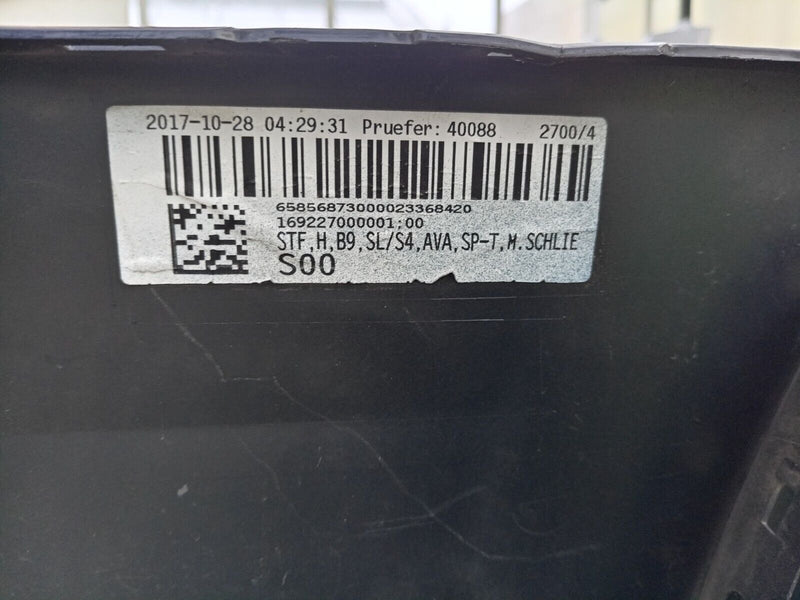 2017-10-28 04:29:31 Pruefer: 40088 2700/4
65856873000023368420
169227000001;00
STF,H,B9,SL/S4,AVA,SP-T,M.SCHLIE
S00